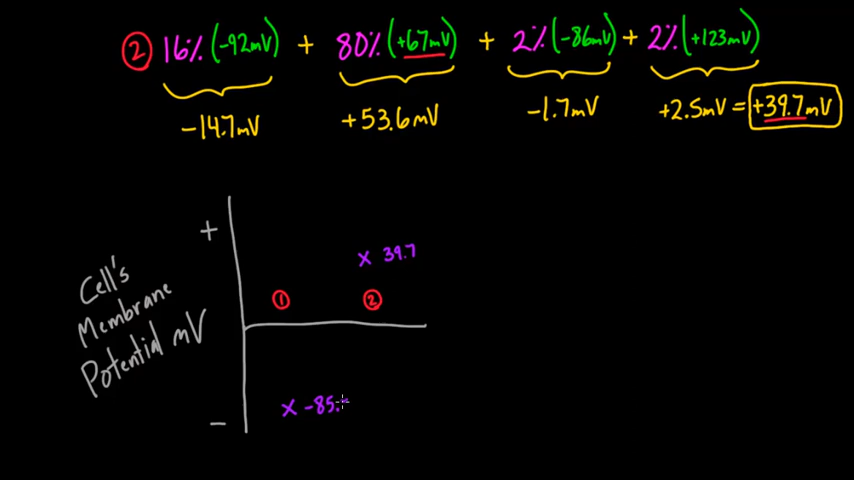 ② 16% (-92mV) + 80% (+67mV) + 2% (-86mV) + 2% (+123mV)
-14.7mV +53.6mV -1.7mV +2.5mV = +39.7mV
+
X 39.7
Cell's
Membrane
Potential mV
① ②
X -85.
-